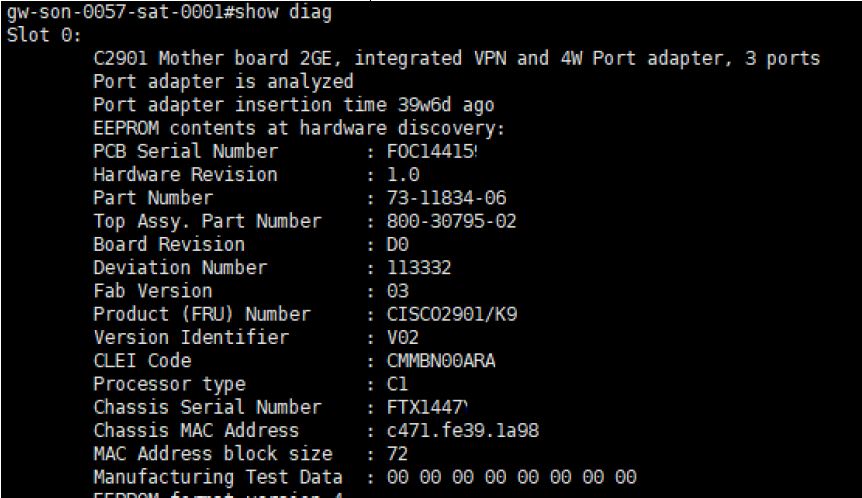 gw-son-0057-sat-0001#show diag
Slot 0:
C2901 Mother board 2GE, integrated VPN and 4W Port adapter, 3 ports
Port adapter is analyzed
Port adapter insertion time 39w6d ago
EEPROM contents at hardware discovery:
PCB Serial Number : FOC14415
Hardware Revision : 1.0
Part Number : 73-11834-06
Top Assy. Part Number : 800-30795-02
Board Revision : D0
Deviation Number : 113332
Fab Version : 03
Product (FRU) Number : CISCO2901/K9
Version Identifier : V02
CLEI Code : CMMBN00ARA
Processor type : C1
Chassis Serial Number : FTX1447
Chassis MAC Address : c471.fe39.1a98
MAC Address block size : 72
Manufacturing Test Data : 00 00 00 00 00 00 00 00
EEPROM format version 4